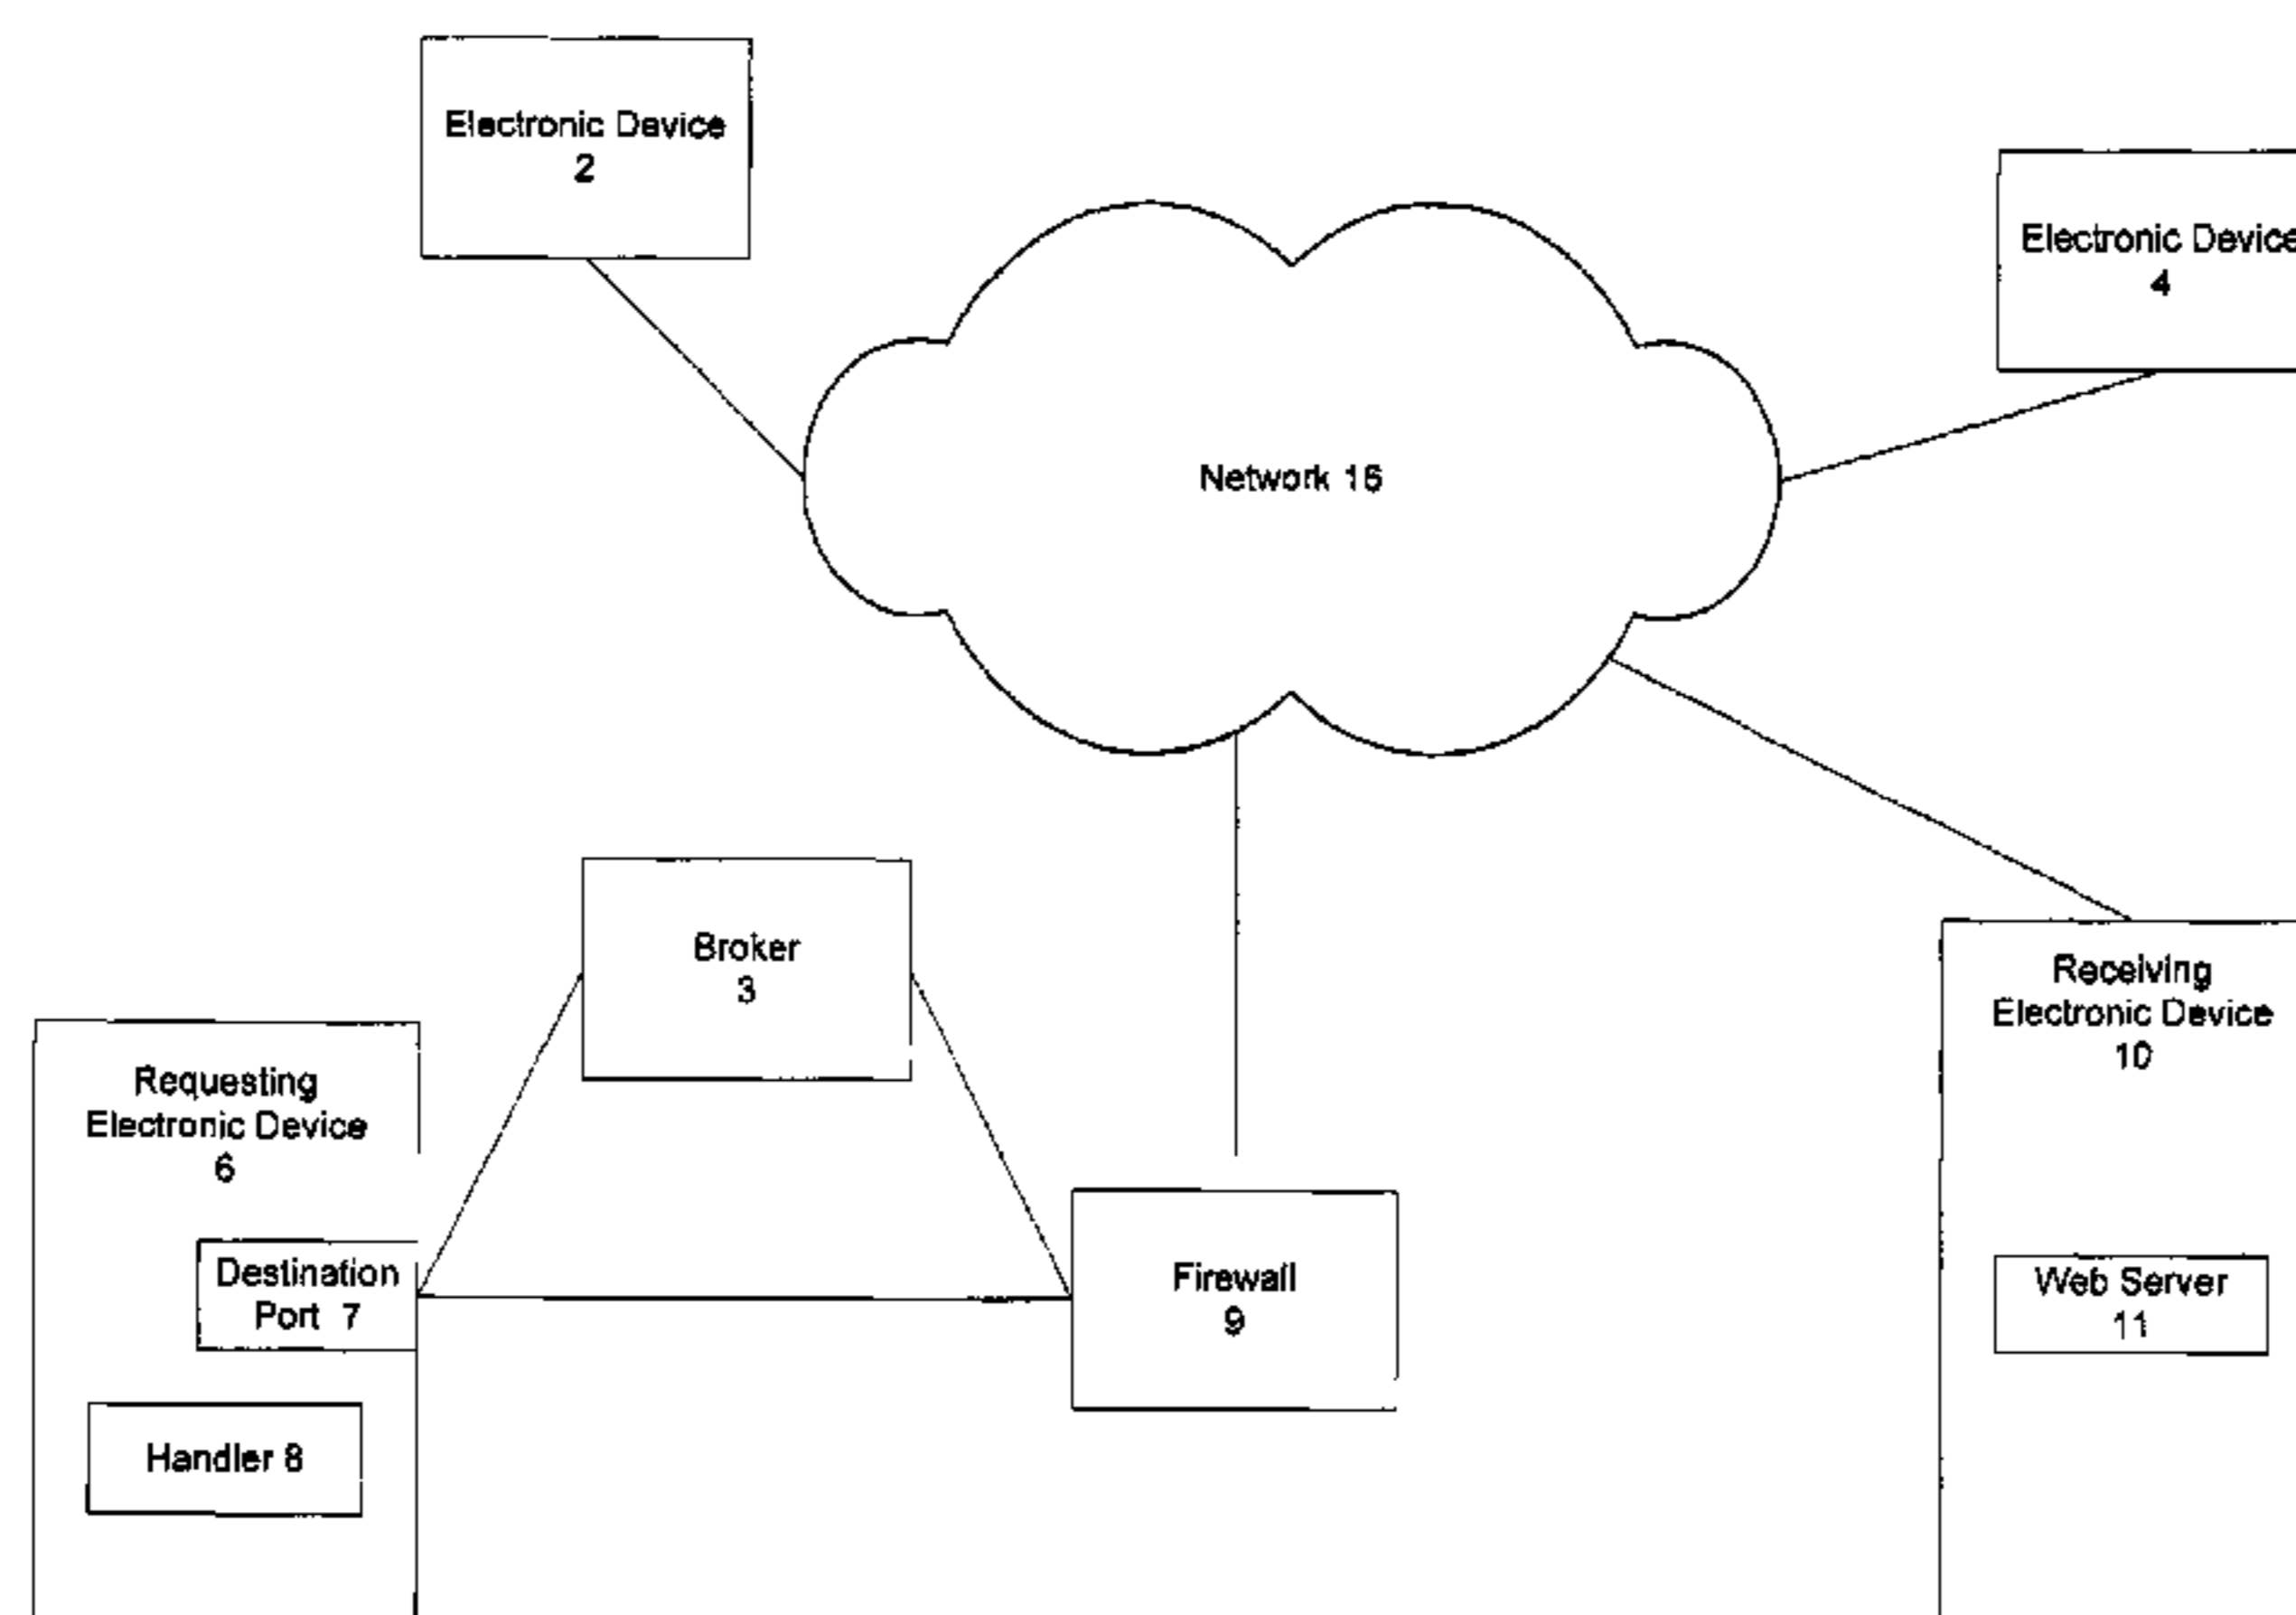 Electronic Device
2
Electronic Device
4
Network 16
Broker
3
Receiving
Electronic Device
10
Requesting
Electronic Device
6
Destination
Port 7
Firewall
9
Web Server
11
Handler 8